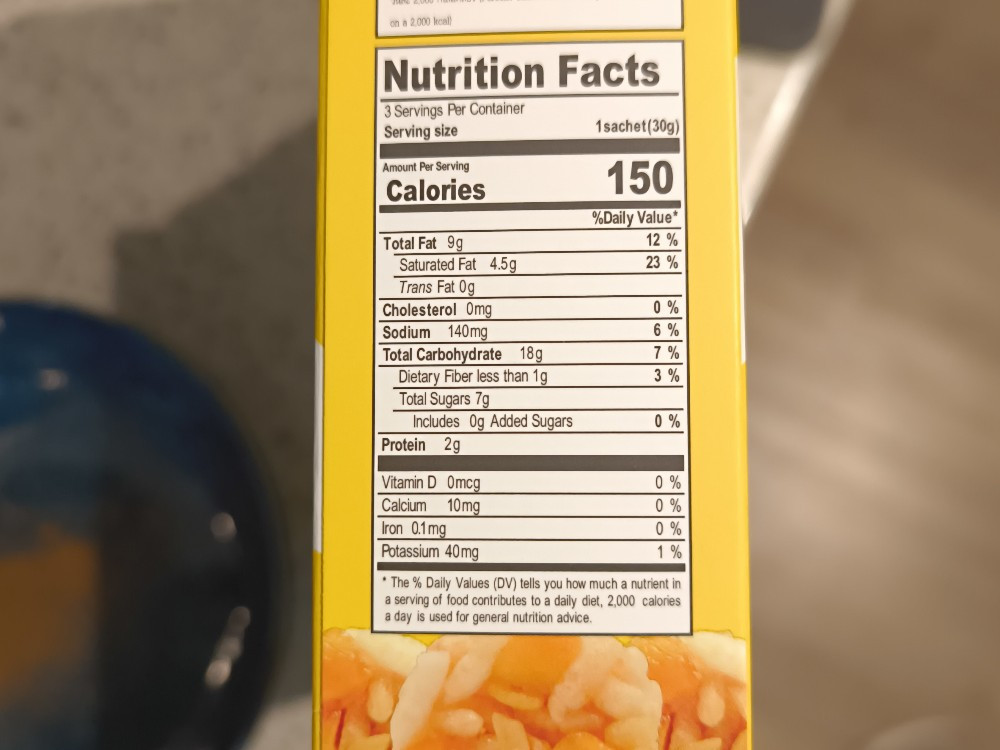 on a 2,000 kcal)
Nutrition Facts
3 Servings Per Container
Serving size 1sachet(30g)
Amount Per Serving
Calories 150
%Daily Value*
Total Fat 9g 12 %
Saturated Fat 4.5g 23 %
Trans Fat 0g
Cholesterol 0mg 0 %
Sodium 140mg 6 %
Total Carbohydrate 18g 7 %
Dietary Fiber less than 1g 3 %
Total Sugars 7g
Includes 0g Added Sugars 0 %
Protein 2g
Vitamin D 0mcg 0 %
Calcium 10mg 0 %
Iron 0.1mg 0 %
Potassium 40mg 1 %
* The % Daily Values (DV) tells you how much a nutrient in
a serving of food contributes to a daily diet, 2,000 calories
a day is used for general nutrition advice.